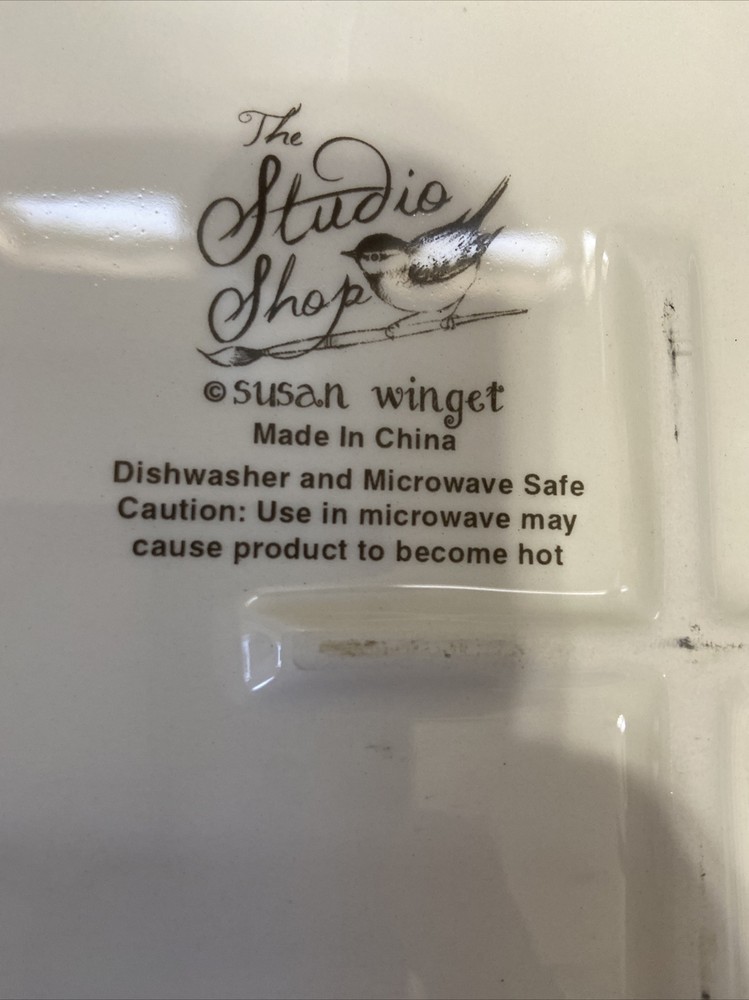 The
Studio
Shop
© susan winget
Made In China
Dishwasher and Microwave Safe
Caution: Use in microwave may
cause product to become hot